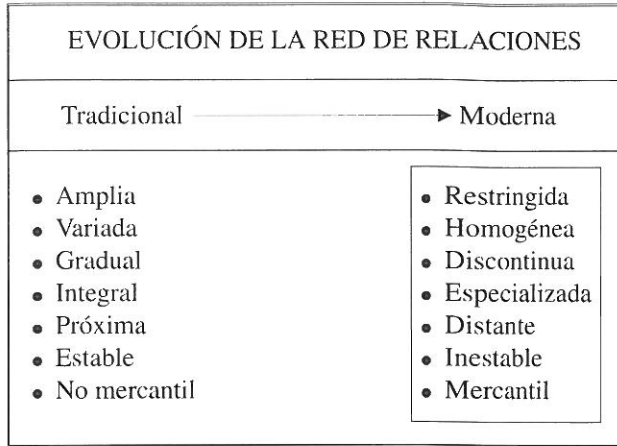 EVOLUCIÓN DE LA RED DE RELACIONES
Tradicional Moderna
• Amplia
• Variada
• Gradual
• Integral
• Próxima
• Estable
• No mercantil
• Restringida
• Homogénea
• Discontinua
• Especializada
• Distante
• Inestable
• Mercantil